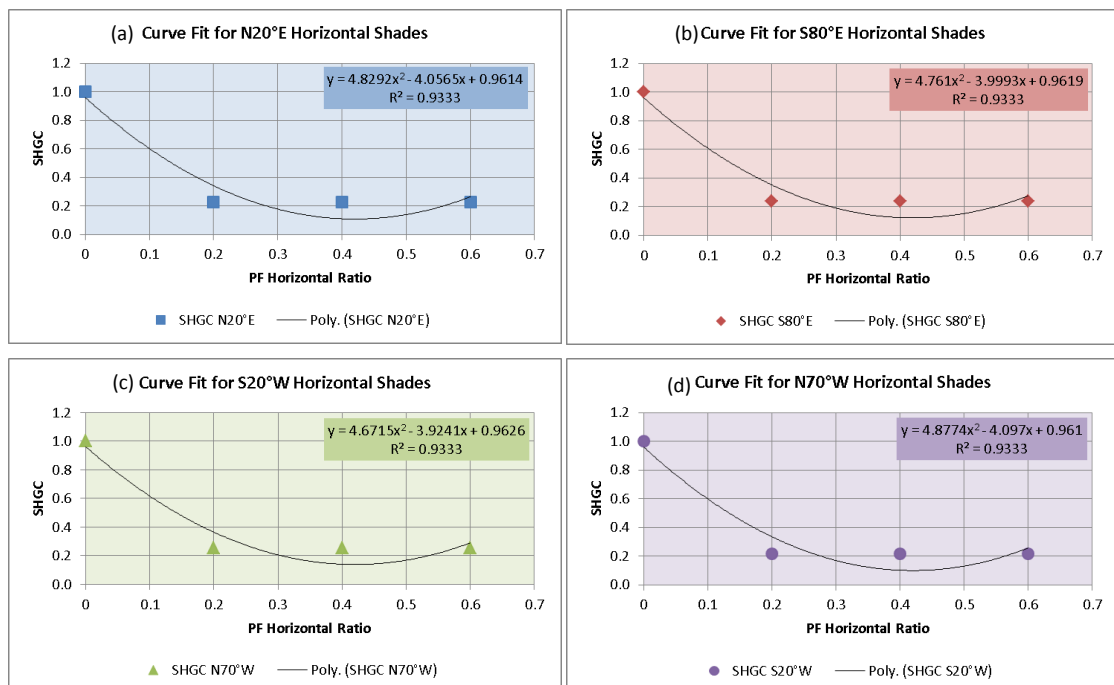 (a) Curve Fit for N20°E Horizontal Shades
y = 4.8292x² - 4.0565x + 0.9614
R² = 0.9333
1.2
1.0
0.8
0.6
0.4
0.2
0.0
SHGC
0 0.1 0.2 0.3 0.4 0.5 0.6 0.7
PF Horizontal Ratio
SHGC N20°E Poly. (SHGC N20°E)
(b) Curve Fit for S80°E Horizontal Shades
y = 4.761x² - 3.9993x + 0.9619
R² = 0.9333
1.2
1.0
0.8
0.6
0.4
0.2
0.0
SHGC
0 0.1 0.2 0.3 0.4 0.5 0.6 0.7
PF Horizontal Ratio
SHGC S80°E Poly. (SHGC S80°E)
(c) Curve Fit for S20°W Horizontal Shades
y = 4.6715x² - 3.9241x + 0.9626
R² = 0.9333
1.2
1.0
0.8
0.6
0.4
0.2
0.0
SHGC
0 0.1 0.2 0.3 0.4 0.5 0.6 0.7
PF Horizontal Ratio
SHGC N70°W Poly. (SHGC N70°W)
(d) Curve Fit for N70°W Horizontal Shades
y = 4.8774x² - 4.097x + 0.961
R² = 0.9333
1.2
1.0
0.8
0.6
0.4
0.2
0.0
SHGC
0 0.1 0.2 0.3 0.4 0.5 0.6 0.7
PF Horizontal Ratio
SHGC S20°W Poly. (SHGC S20°W)